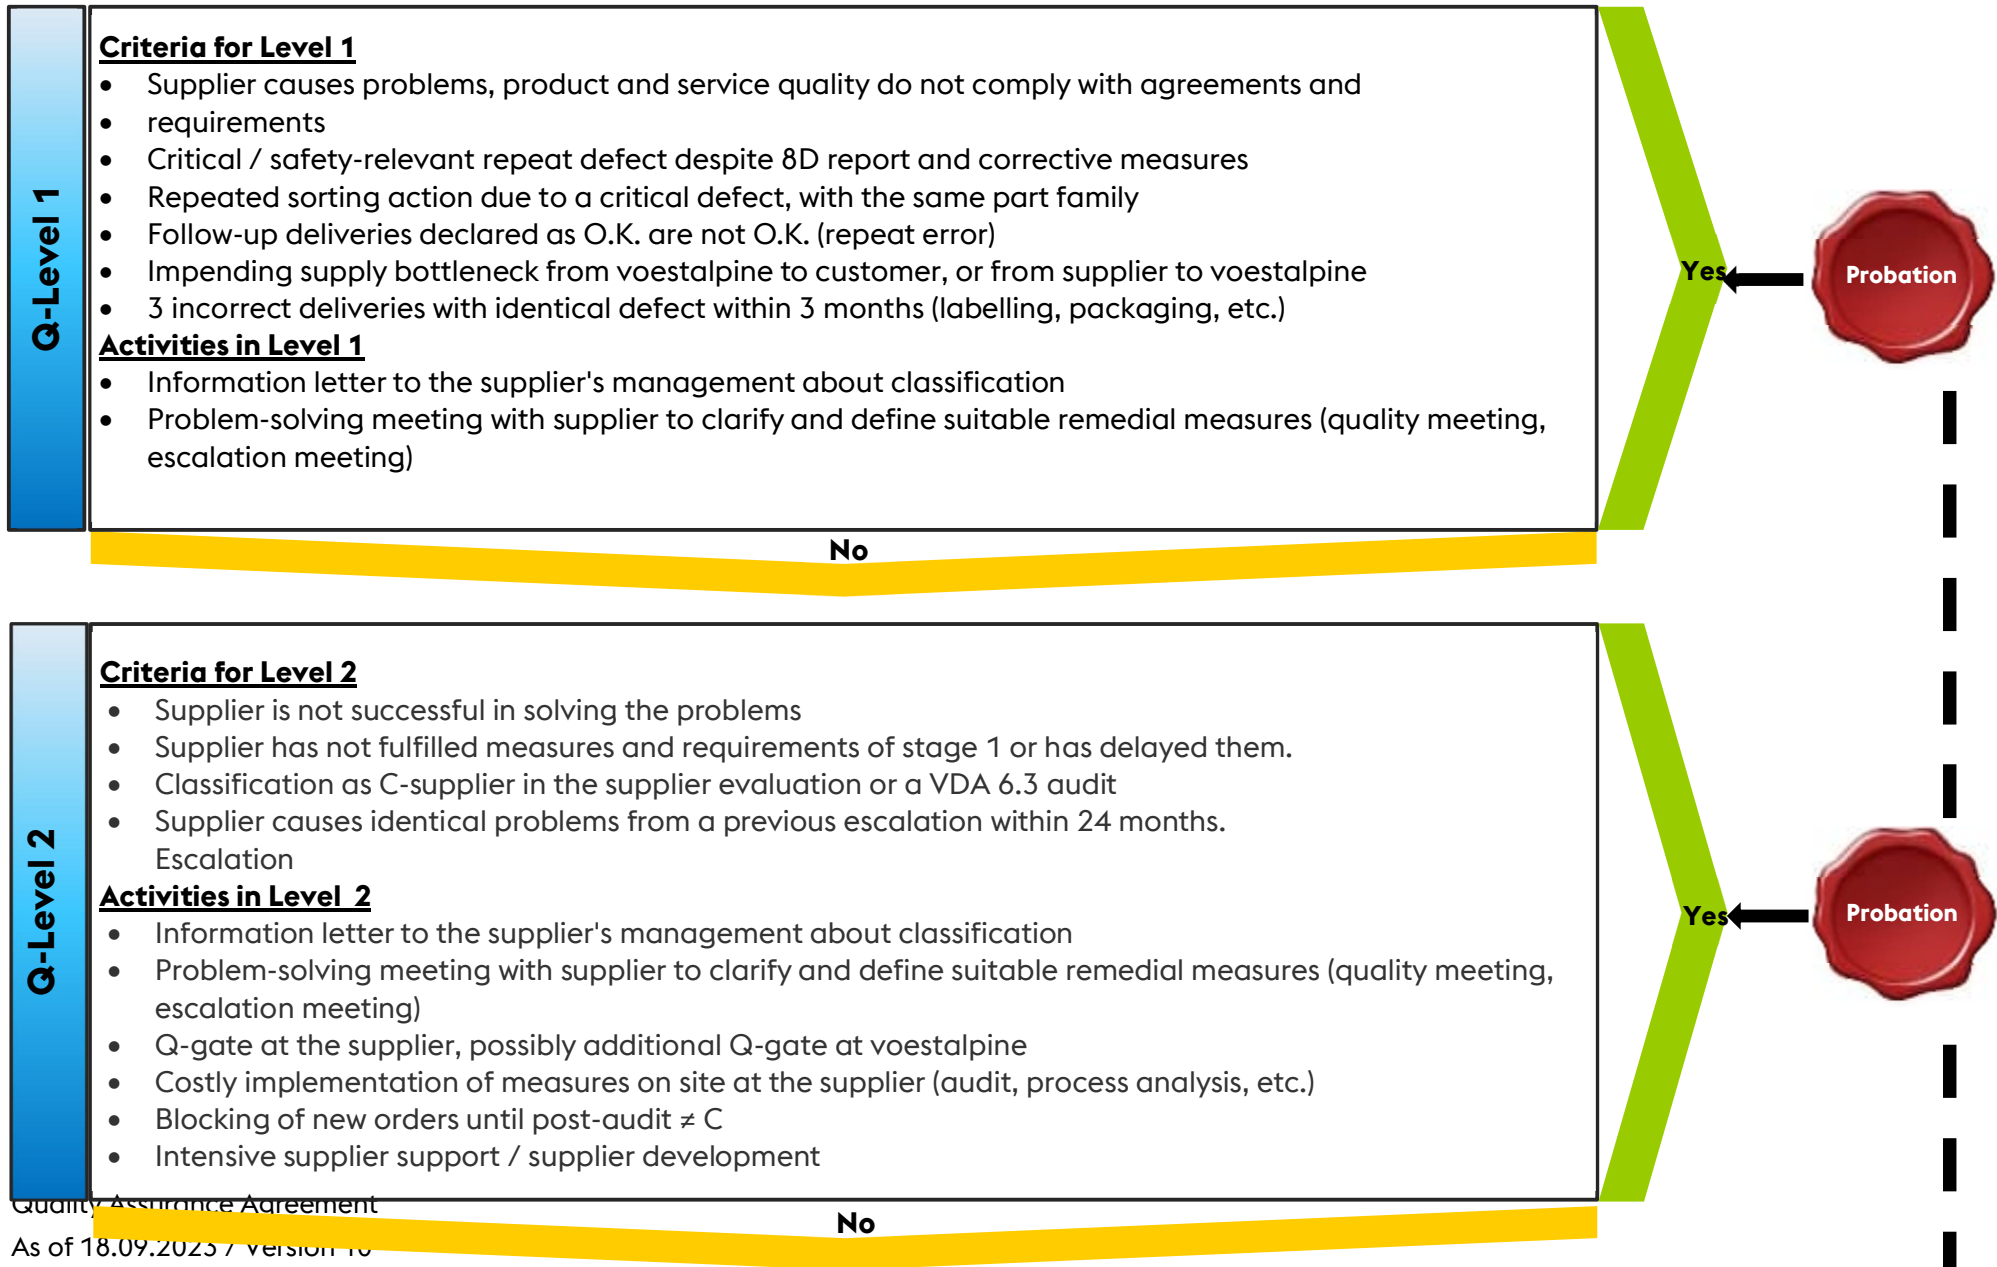 Q-Level 1
Criteria for Level 1
• Supplier causes problems, product and service quality do not comply with agreements and
• requirements
• Critical / safety-relevant repeat defect despite 8D report and corrective measures
• Repeated sorting action due to a critical defect, with the same part family
• Follow-up deliveries declared as O.K. are not O.K. (repeat error)
• Impending supply bottleneck from voestalpine to customer, or from supplier to voestalpine
• 3 incorrect deliveries with identical defect within 3 months (labelling, packaging, etc.)
Activities in Level 1
• Information letter to the supplier's management about classification
• Problem-solving meeting with supplier to clarify and define suitable remedial measures (quality meeting,
escalation meeting)
Yes
Probation
No
Q-Level 2
Criteria for Level 2
• Supplier is not successful in solving the problems
• Supplier has not fulfilled measures and requirements of stage 1 or has delayed them.
• Classification as C-supplier in the supplier evaluation or a VDA 6.3 audit
• Supplier causes identical problems from a previous escalation within 24 months.
Escalation
Activities in Level 2
• Information letter to the supplier's management about classification
• Problem-solving meeting with supplier to clarify and define suitable remedial measures (quality meeting,
escalation meeting)
• Q-gate at the supplier, possibly additional Q-gate at voestalpine
• Costly implementation of measures on site at the supplier (audit, process analysis, etc.)
• Blocking of new orders until post-audit ≠ C
• Intensive supplier support / supplier development
Yes
Probation
No
Quality Assurance Agreement
As of 18.09.2023 / Version 10